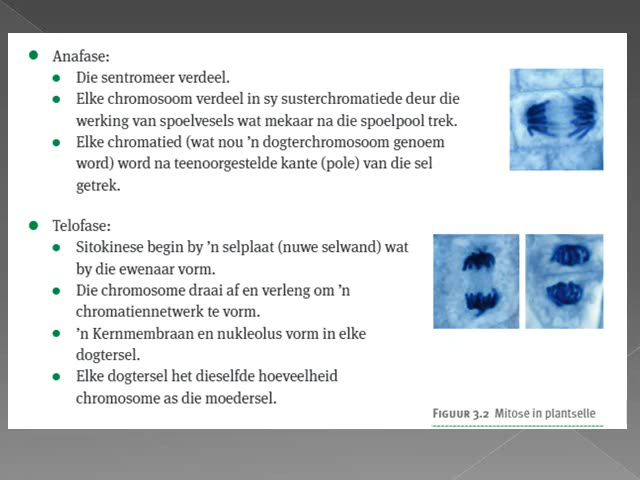 Anafase:
Die sentromeer verdeel.
Elke chromosoom verdeel in sy susterchromatiede deur die
werking van spoelvesels wat mekaar na die spoelpool trek.
Elke chromatied (wat nou ’n dogterchromosoom genoem
word) word na teenoorgestelde kante (pole) van die sel
getrek.
Telofase:
Sitokinese begin by ’n selplaat (nuwe selwand) wat
by die ewenaar vorm.
Die chromosome draai af en verleng om ’n
chromatiennetwerk te vorm.
’n Kernmembraan en nukleolus vorm in elke
dogtersel.
Elke dogtersel het dieselfde hoeveelheid
chromosome as die moedersel.
Figuur 3.2 Mitose in plantselle